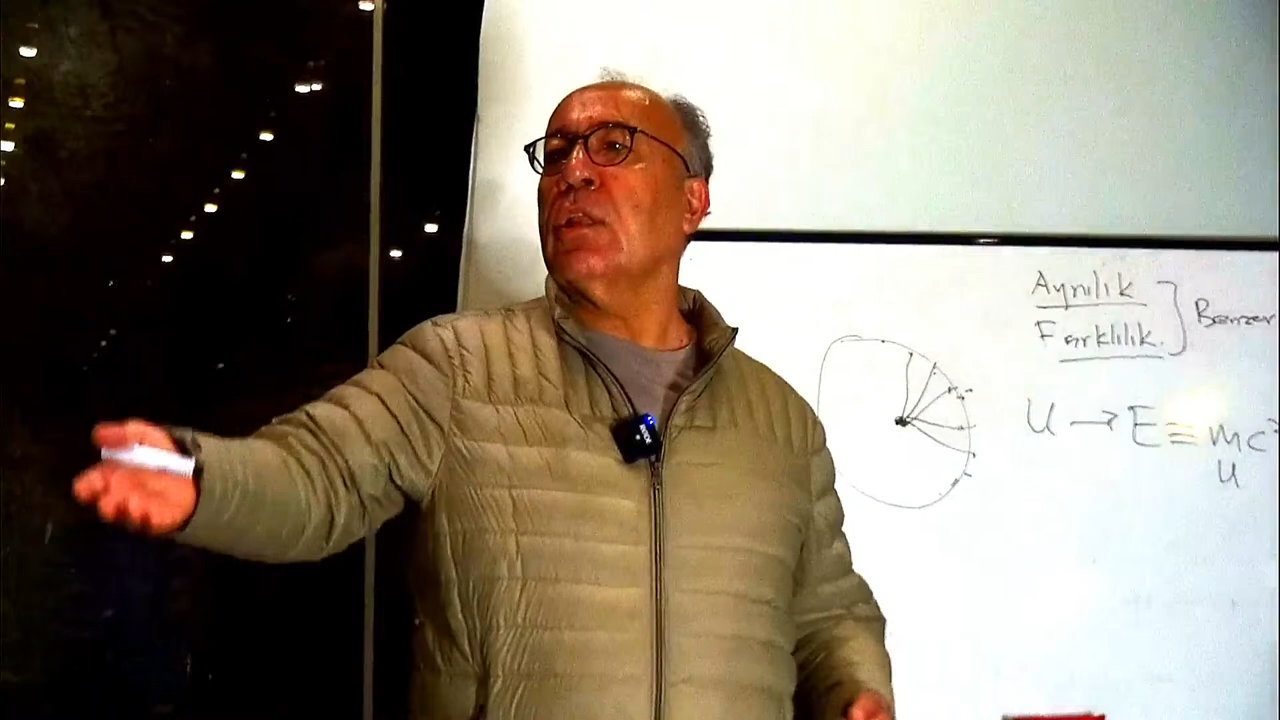 Aynılık
Farklılık. } Benzer
U → E = mc²
u